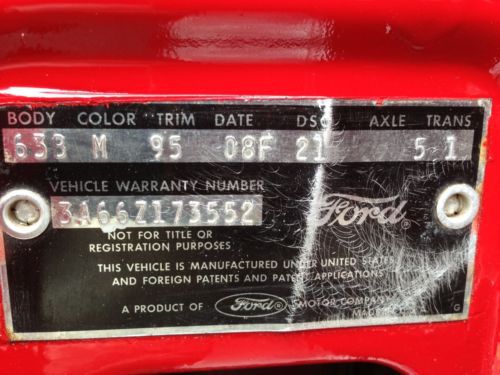 BODY COLOR TRIM DATE DSO AXLE TRANS
63B M 95 08F 21 5 1
VEHICLE WARRANTY NUMBER
3A66Z173552
Ford®
NOT FOR TITLE OR
REGISTRATION PURPOSES
THIS VEHICLE IS MANUFACTURED UNDER UNITED STATES
AND FOREIGN PATENTS AND PATENT APPLICATIONS
A PRODUCT OF Ford® MOTOR COMPANY
MADE IN U.S.A.
G